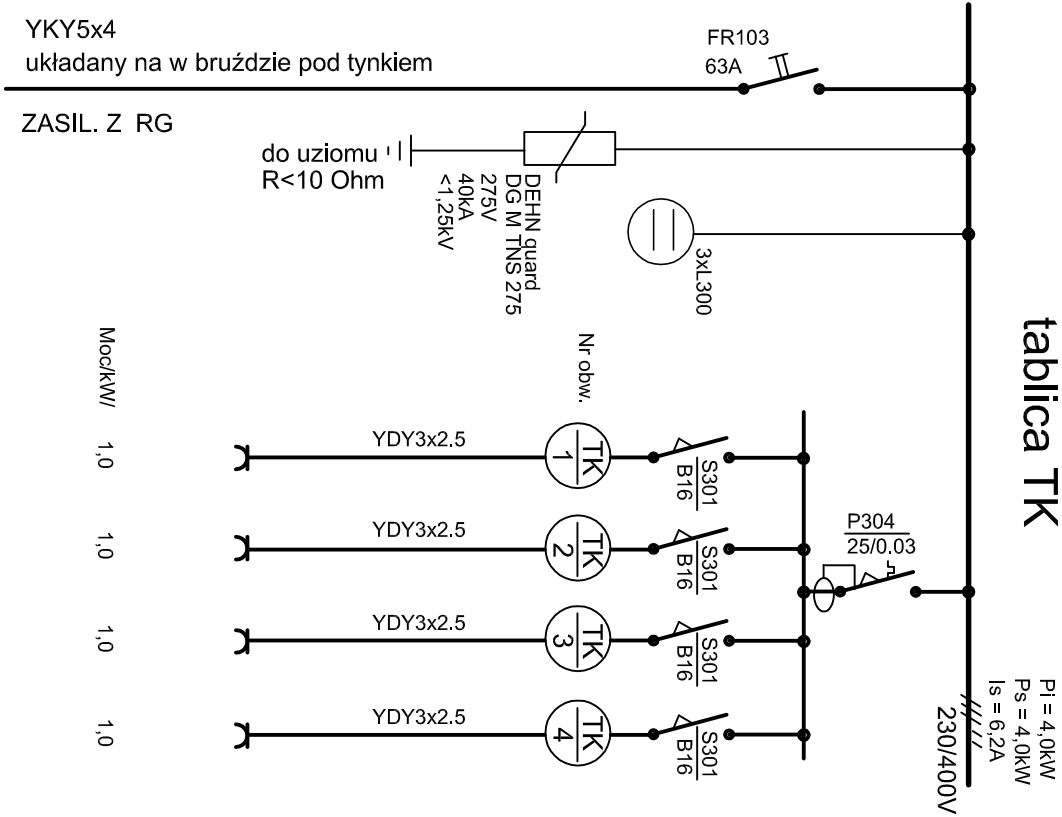 YKY5x4
układany na w bruździe pod tynkiem
ZASIL. Z RG
FR103
63A
do uziomu
R<10 Ohm
DEHN quard
DG M TNS 275
275V
40kA
<1,25kV
3xL300
tablica TK
Moc/kW/
Nr obw.
1,0
YDY3x2.5
TK
1
S301
B16
1,0
YDY3x2.5
TK
2
S301
B16
P304
25/0.03
1,0
YDY3x2.5
TK
3
S301
B16
1,0
YDY3x2.5
TK
4
S301
B16
Pi = 4,0kW
Ps = 4,0kW
Is = 6,2A
230/400V